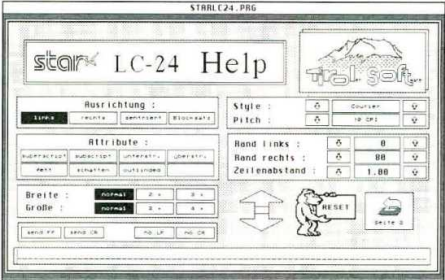 STARLC24.PRG
star LC-24 Help
Tirol Soft
Ausrichtung :
links rechts zentriert Blocksatz
Style : Courier
Pitch : 10 CPI
Attribute :
superscript subscript unterstr. überstr.
fett schatten outlined
Rand links : 0
Rand rechts : 80
Zeilenabstand : 1.00
Breite : normal 2 x 3 x
Größe : normal 2 x 4 x
send FF send CR no LF no CR
RESET
Seite 2